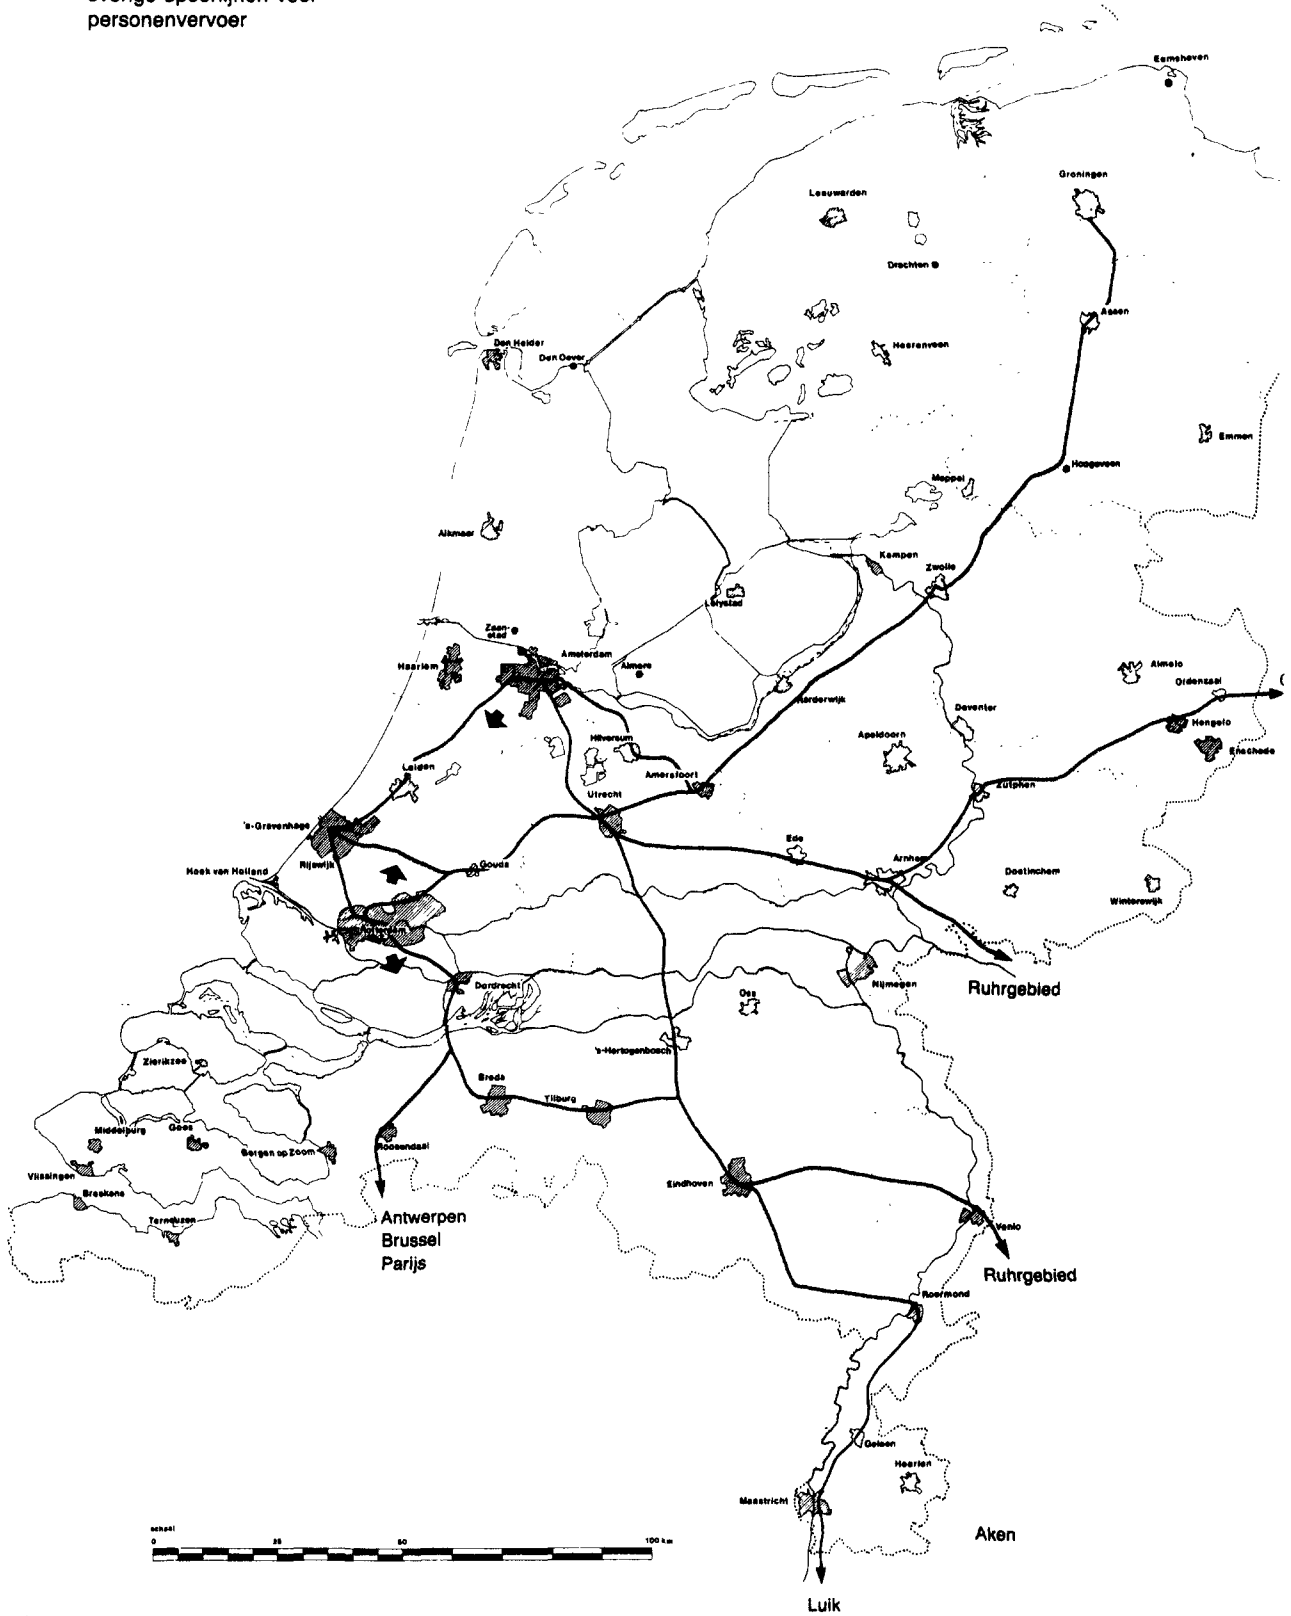 personenvervoer
Eemshaven
Groningen
Leeuwarden
Drachten
Assen
Den Helder
Den Oever
Heerenveen
Emmen
Hoogeveen
Meppel
Alkmaar
Kampen
Zwolle
Lelystad
Zaan-
stad
Amsterdam
Haarlem
Almere
Almelo
Oldenzaal
Harderwijk
Deventer
Hengelo
Enschede
Hilversum
Apeldoorn
Leiden
Amersfoort
Utrecht
Zutphen
's-Gravenhage
Ede
Rijswijk
Gouda
Arnhem
Hoek van Holland
Doetinchem
Winterswijk
Rotterdam
Dordrecht
Nijmegen
Ruhrgebied
Oss
's-Hertogenbosch
Zierikzee
Breda
Tilburg
Middelburg
Goes
Roosendaal
Bergen op Zoom
Vlissingen
Eindhoven
Breskens
Terneuzen
Antwerpen
Brussel
Parijs
Venlo
Ruhrgebied
Roermond
Geleen
Heerlen
Maastricht
Aken
schaal
0 25 50 100 km
Luik